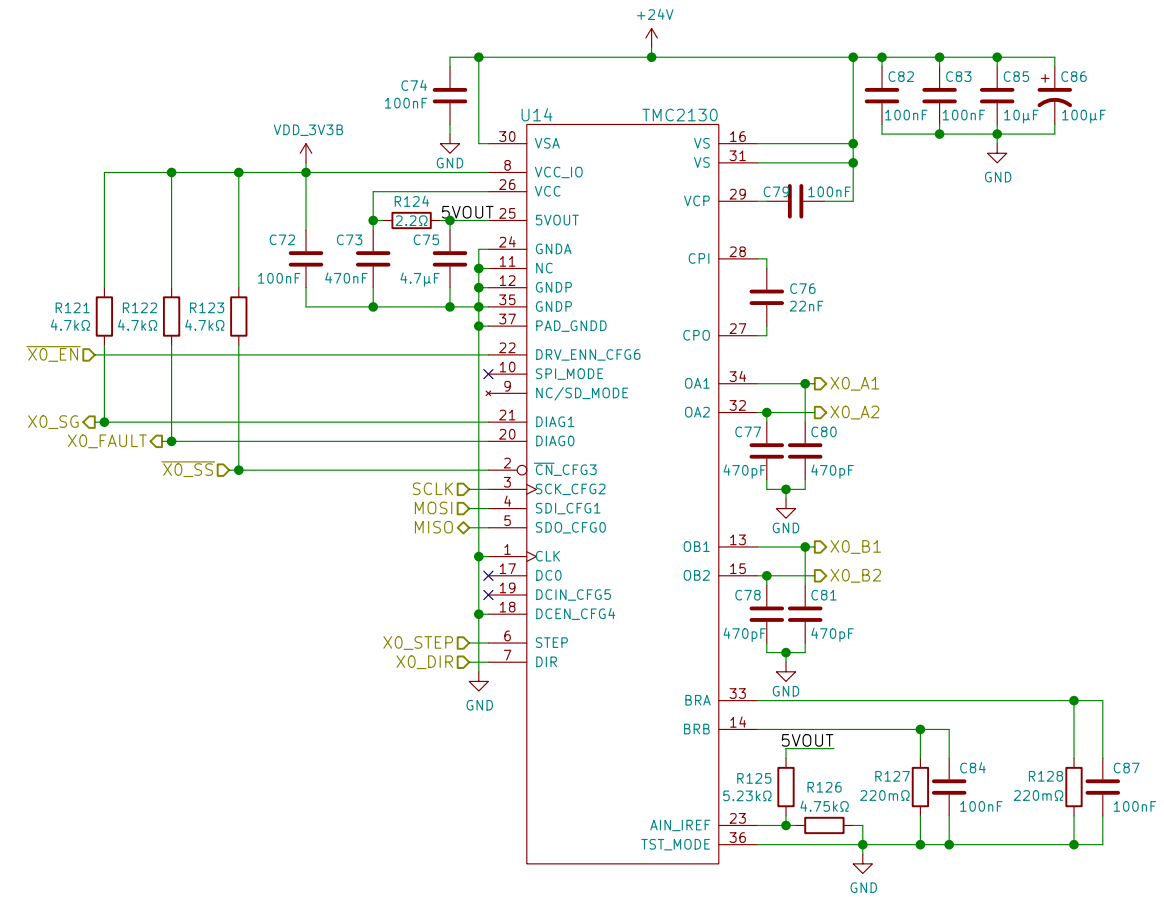 +24V
C74
100nF
GND
C82
100nF
C83
100nF
C85
10µF
+
C86
100µF
GND
VDD_3V3B
U14
TMC2130
30 VSA
8 VCC_IO
26 VCC
25 5VOUT
24 GNDA
11 NC
12 GNDP
35 GNDP
37 PAD_GNDD
22 DRV_ENN_CFG6
10 SPI_MODE
9 NC/SD_MODE
21 DIAG1
20 DIAG0
2 CN_CFG3
3 SCK_CFG2
4 SDI_CFG1
5 SDO_CFG0
1 CLK
17 DCO
19 DCIN_CFG5
18 DCEN_CFG4
6 STEP
7 DIR
R124
2.2Ω
5VOUT
C72
100nF
C73
470nF
C75
4.7µF
R121
4.7kΩ
R122
4.7kΩ
R123
4.7kΩ
X0_EN
X0_SG
X0_FAULT
X0_SS
SCLK
MOSI
MISO
X0_STEP
X0_DIR
GND
VS 16
VS 31
VCP 29
C79
100nF
CPI 28
C76
22nF
CPO 27
OA1 34
X0_A1
OA2 32
X0_A2
C77
470pF
C80
470pF
GND
OB1 13
X0_B1
OB2 15
X0_B2
C78
470pF
C81
470pF
GND
BRA 33
BRB 14
5VOUT
R125
5.23kΩ
R126
4.75kΩ
R127
220mΩ
C84
100nF
R128
220mΩ
C87
100nF
AIN_IREF 23
TST_MODE 36
GND